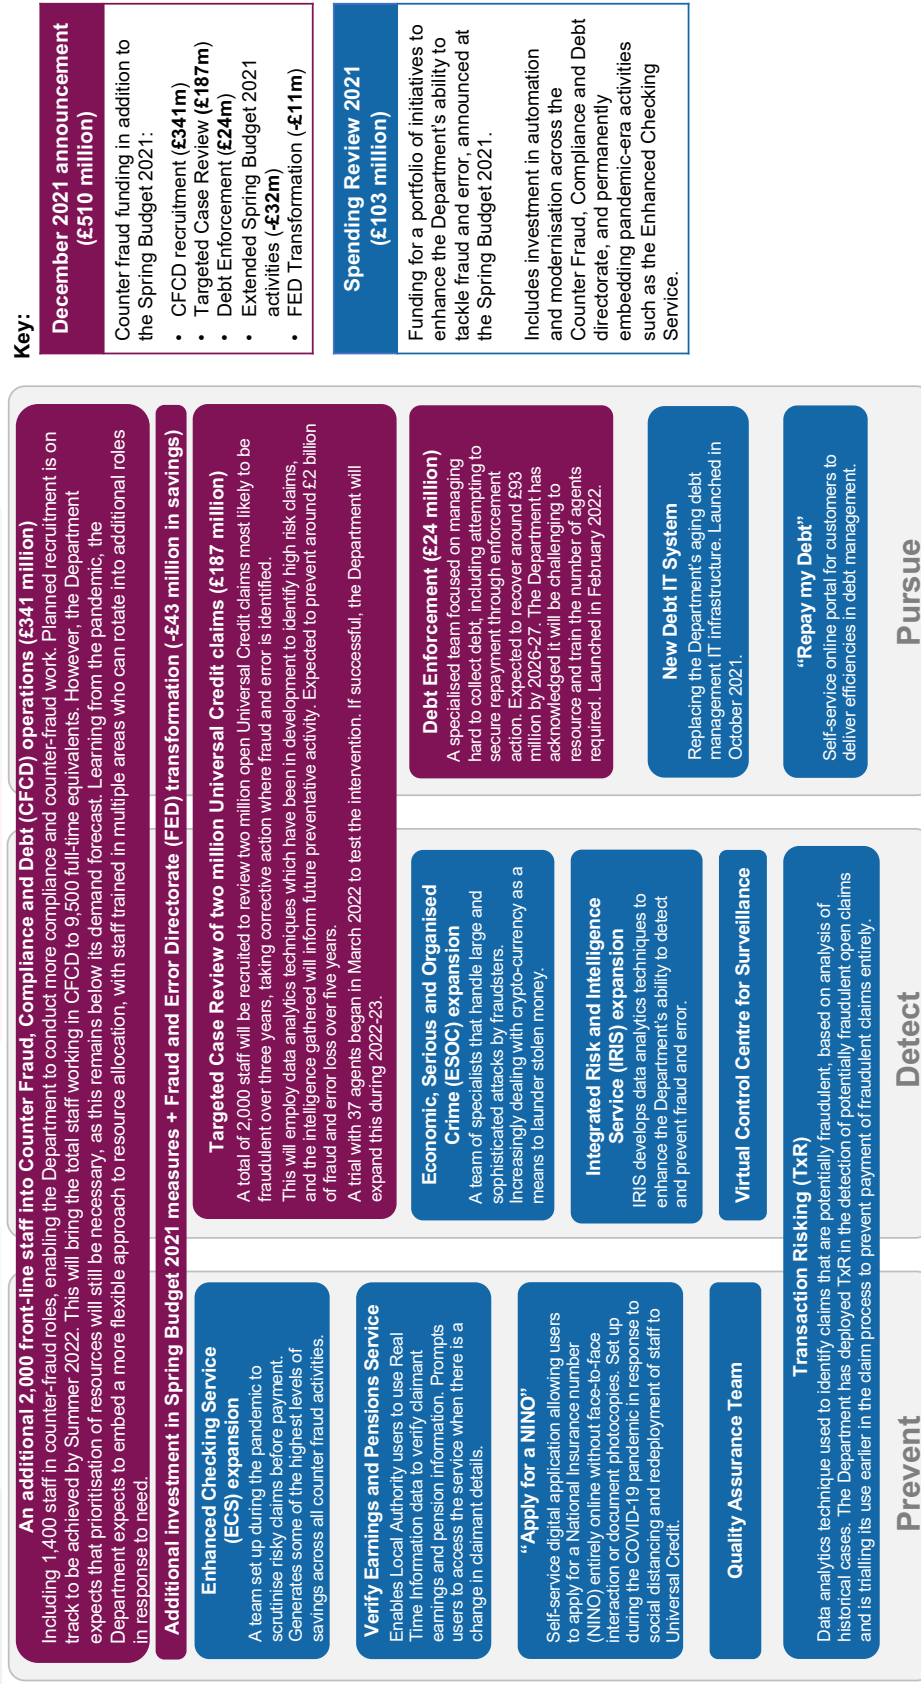 An additional 2,000 front-line staff into Counter Fraud, Compliance and Debt (CFCD) operations (£341 million)
Including 1,400 staff in counter-fraud roles, enabling the Department to conduct more compliance and counter-fraud work. Planned recruitment is on
track to be achieved by Summer 2022. This will bring the total staff working in CFCD to 9,500 full-time equivalents. However, the Department
expects that prioritisation of resources will still be necessary, as this remains below its demand forecast. Learning from the pandemic, the
Department expects to embed a more flexible approach to resource allocation, with staff trained in multiple areas who can rotate into additional roles
in response to need.
Additional investment in Spring Budget 2021 measures + Fraud and Error Directorate (FED) transformation (-£43 million in savings)
Enhanced Checking Service
(ECS) expansion
A team set up during the pandemic to
scrutinise risky claims before payment.
Generates some of the highest levels of
savings across all counter fraud activities.
Verify Earnings and Pensions Service
Enables Local Authority users to use Real
Time Information data to verify claimant
earnings and pension information. Prompts
users to access the service when there is a
change in claimant details.
“Apply for a NINO”
Self-service digital application allowing users
to apply for a National Insurance number
(NINO) entirely online without face-to-face
interaction or document photocopies. Set up
during the COVID-19 pandemic in response to
social distancing and redeployment of staff to
Universal Credit.
Quality Assurance Team
Targeted Case Review of two million Universal Credit claims (£187 million)
A total of 2,000 staff will be recruited to review two million open Universal Credit claims most likely to be
fraudulent over three years, taking corrective action where fraud and error is identified.
This will employ data analytics techniques which have been in development to identify high risk claims,
and the intelligence gathered will inform future preventative activity. Expected to prevent around £2 billion
of fraud and error loss over five years.
A trial with 37 agents began in March 2022 to test the intervention. If successful, the Department will
expand this during 2022-23.
Economic, Serious and Organised
Crime (ESOC) expansion
A team of specialists that handle large and
sophisticated attacks by fraudsters.
Increasingly dealing with crypto-currency as a
means to launder stolen money.
Integrated Risk and Intelligence
Service (IRIS) expansion
IRIS develops data analytics techniques to
enhance the Department’s ability to detect
and prevent fraud and error.
Virtual Control Centre for Surveillance
Transaction Risking (TxR)
Data analytics technique used to identify claims that are potentially fraudulent, based on analysis of
historical cases. The Department has deployed TxR in the detection of potentially fraudulent open claims
and is trialling its use earlier in the claim process to prevent payment of fraudulent claims entirely.
Debt Enforcement (£24 million)
A specialised team focused on managing
hard to collect debt, including attempting to
secure repayment through enforcement
action. Expected to recover around £93
million by 2026-27. The Department has
acknowledged it will be challenging to
resource and train the number of agents
required. Launched in February 2022.
New Debt IT System
Replacing the Department’s aging debt
management IT infrastructure. Launched in
October 2021.
“Repay my Debt”
Self-service online portal for customers to
deliver efficiencies in debt management.
Prevent
Detect
Pursue
Key:
December 2021 announcement
(£510 million)
Counter fraud funding in addition to
the Spring Budget 2021:
• CFCD recruitment (£341m)
• Targeted Case Review (£187m)
• Debt Enforcement (£24m)
• Extended Spring Budget 2021
activities (-£32m)
• FED Transformation (-£11m)
Spending Review 2021
(£103 million)
Funding for a portfolio of initiatives to
enhance the Department’s ability to
tackle fraud and error, announced at
the Spring Budget 2021.
Includes investment in automation
and modernisation across the
Counter Fraud, Compliance and Debt
directorate, and permanently
embedding pandemic-era activities
such as the Enhanced Checking
Service.